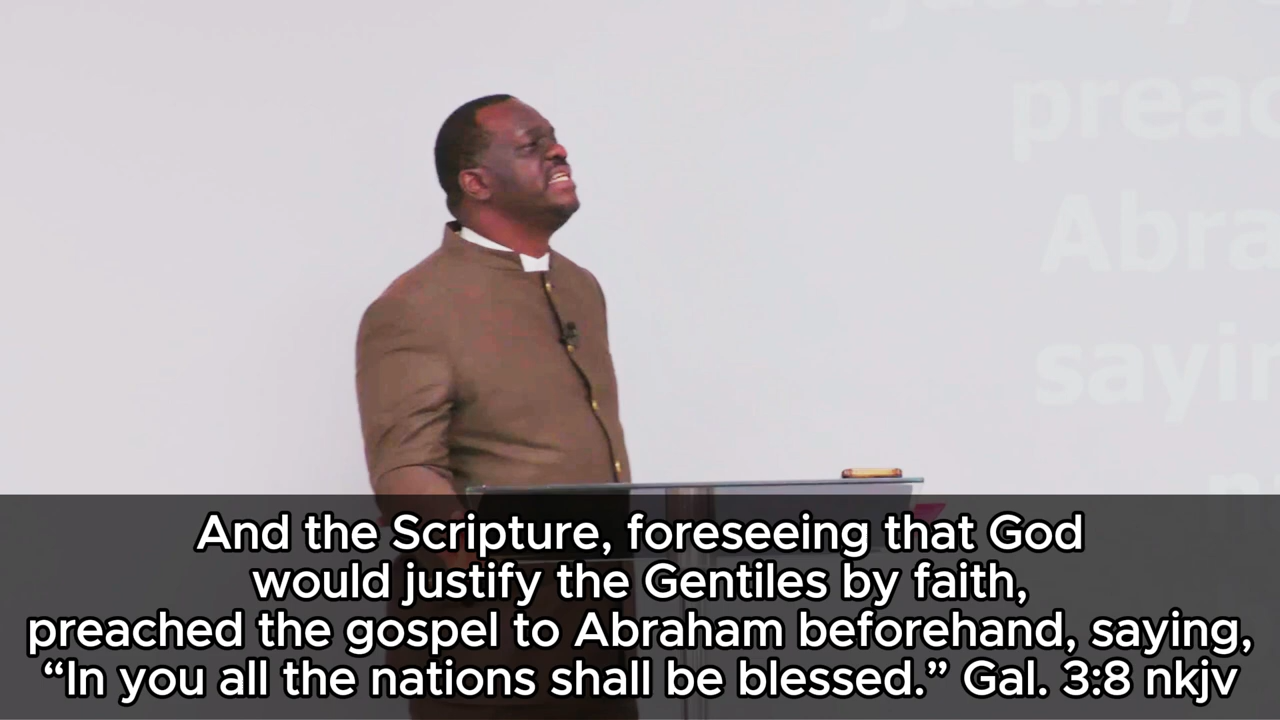 Abra
And the Scripture, foreseeing that God
would justify the Gentiles by faith,
preached the gospel to Abraham beforehand, saying,
“In you all the nations shall be blessed.” Gal. 3:8 nkjv